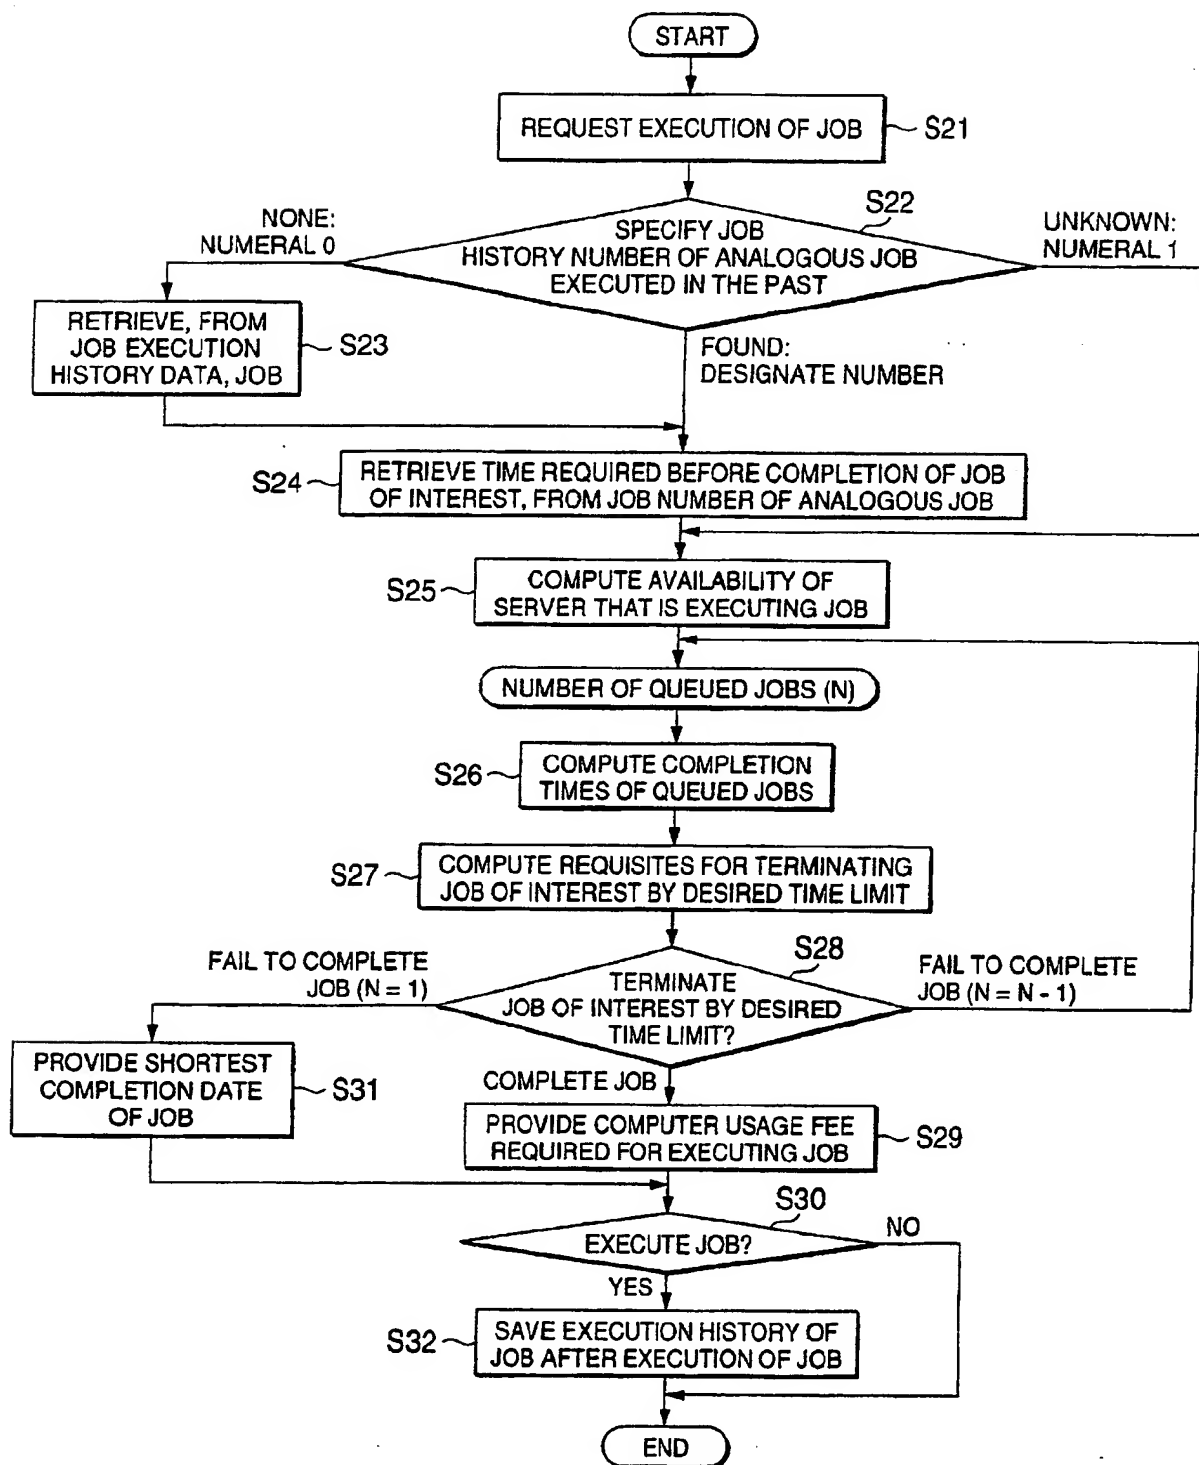 START
REQUEST EXECUTION OF JOB
S21
S22
NONE:
NUMERAL 0
UNKNOWN:
NUMERAL 1
SPECIFY JOB
HISTORY NUMBER OF ANALOGOUS JOB
EXECUTED IN THE PAST
RETRIEVE, FROM
JOB EXECUTION
HISTORY DATA, JOB
S23
FOUND:
DESIGNATE NUMBER
S24
RETRIEVE TIME REQUIRED BEFORE COMPLETION OF JOB
OF INTEREST, FROM JOB NUMBER OF ANALOGOUS JOB
S25
COMPUTE AVAILABILITY OF
SERVER THAT IS EXECUTING JOB
NUMBER OF QUEUED JOBS (N)
S26
COMPUTE COMPLETION
TIMES OF QUEUED JOBS
S27
COMPUTE REQUISITES FOR TERMINATING
JOB OF INTEREST BY DESIRED TIME LIMIT
S28
FAIL TO COMPLETE
JOB (N = 1)
FAIL TO COMPLETE
JOB (N = N - 1)
TERMINATE
JOB OF INTEREST BY DESIRED
TIME LIMIT?
PROVIDE SHORTEST
COMPLETION DATE
OF JOB
S31
COMPLETE JOB
PROVIDE COMPUTER USAGE FEE
REQUIRED FOR EXECUTING JOB
S29
S30
EXECUTE JOB?
NO
YES
S32
SAVE EXECUTION HISTORY OF
JOB AFTER EXECUTION OF JOB
END